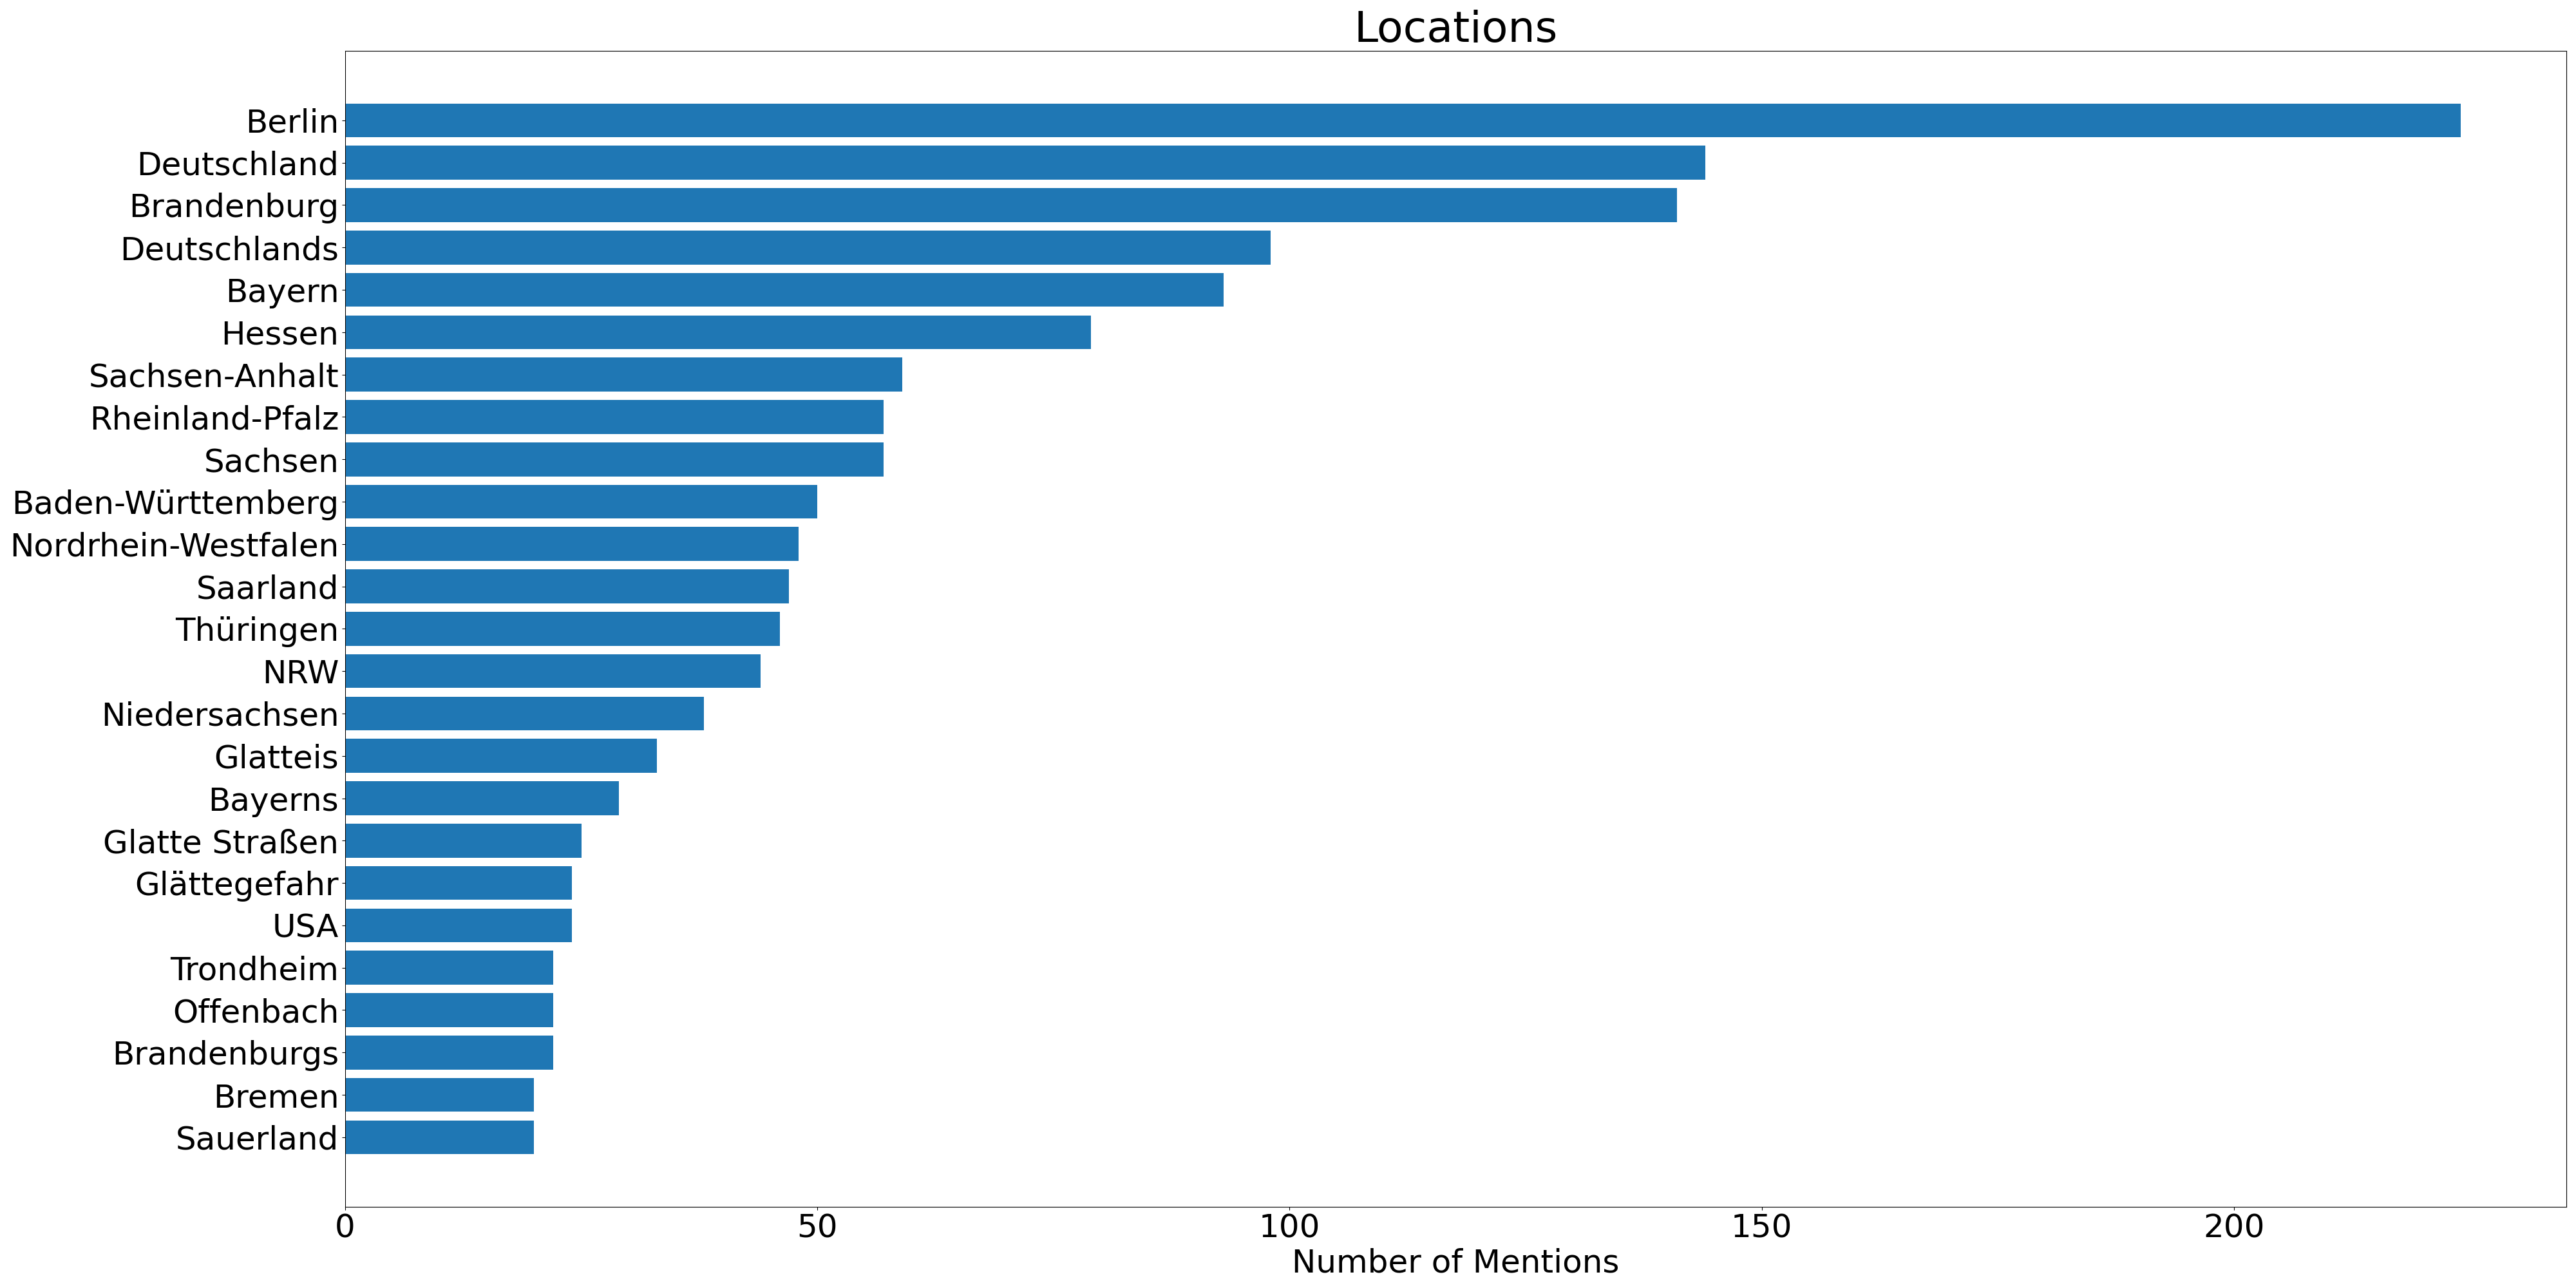 Locations
Berlin
Deutschland
Brandenburg
Deutschlands
Bayern
Hessen
Sachsen-Anhalt
Rheinland-Pfalz
Sachsen
Baden-Württemberg
Nordrhein-Westfalen
Saarland
Thüringen
NRW
Niedersachsen
Glatteis
Bayerns
Glatte Straßen
Glättegefahr
USA
Trondheim
Offenbach
Brandenburgs
Bremen
Sauerland
0 50 100 150 200
Number of Mentions